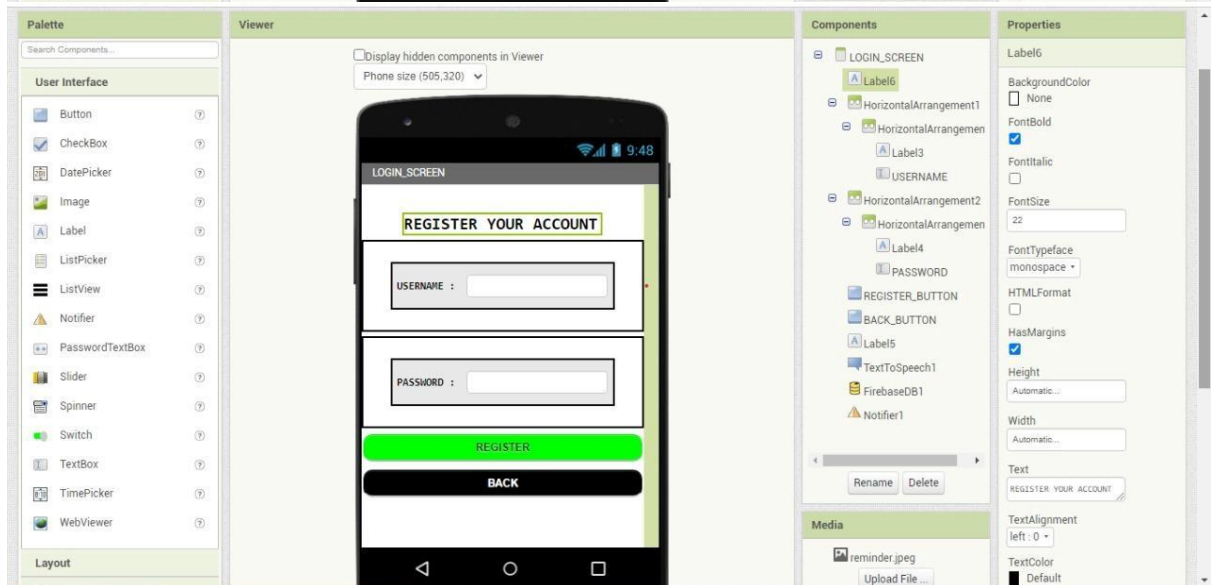 Palette
Search Components...
User Interface
Button
CheckBox
DatePicker
Image
Label
ListPicker
ListView
Notifier
PasswordTextBox
Slider
Spinner
Switch
TextBox
TimePicker
WebViewer
Layout
Viewer
Display hidden components in Viewer
Phone size (505,320)
9:48
LOGIN_SCREEN
REGISTER YOUR ACCOUNT
USERNAME :
PASSWORD :
REGISTER
BACK
Components
LOGIN_SCREEN
Label6
HorizontalArrangement1
HorizontalArrangemen
Label3
USERNAME
HorizontalArrangement2
HorizontalArrangemen
Label4
PASSWORD
REGISTER_BUTTON
BACK_BUTTON
Label5
TextToSpeech1
FirebaseDB1
Notifier1
Rename Delete
Media
reminder.jpeg
Upload File ...
Properties
Label6
BackgroundColor
None
FontBold
FontItalic
FontSize
22
FontTypeface
monospace
HTMLFormat
HasMargins
Height
Automatic...
Width
Automatic...
Text
REGISTER YOUR ACCOUNT
TextAlignment
left : 0
TextColor
Default